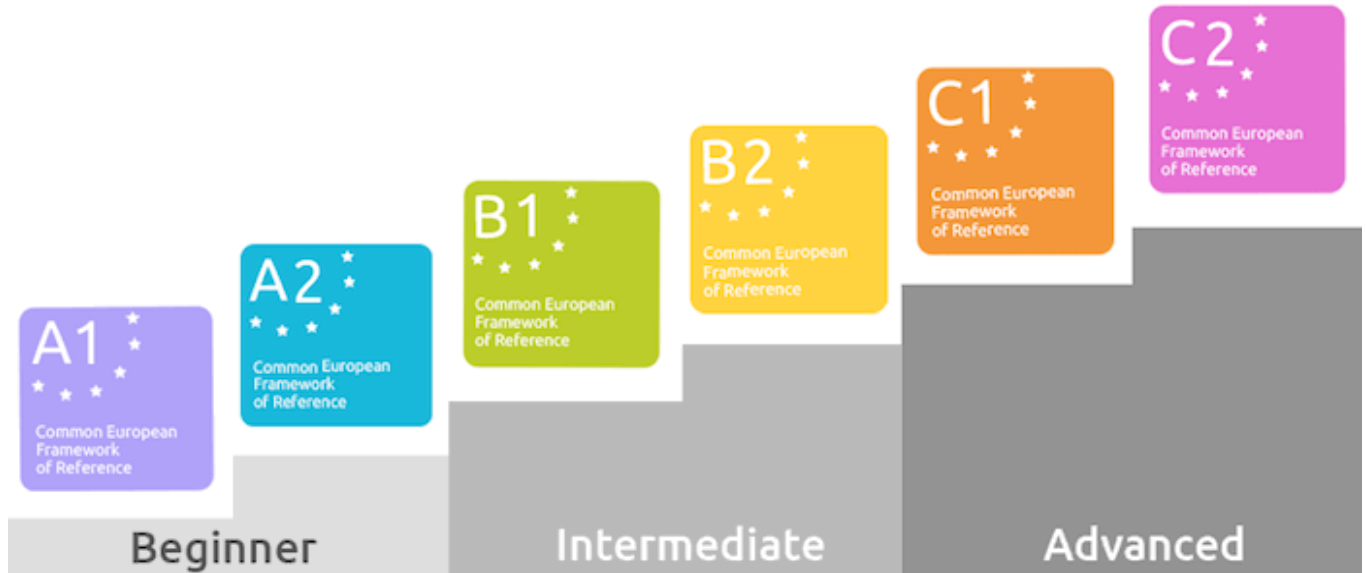 A1
Common European
Framework
of Reference
A2
Common European
Framework
of Reference
B1
Common European
Framework
of Reference
B2
Common European
Framework
of Reference
C1
Common European
Framework
of Reference
C2
Common European
Framework
of Reference
Beginner
Intermediate
Advanced